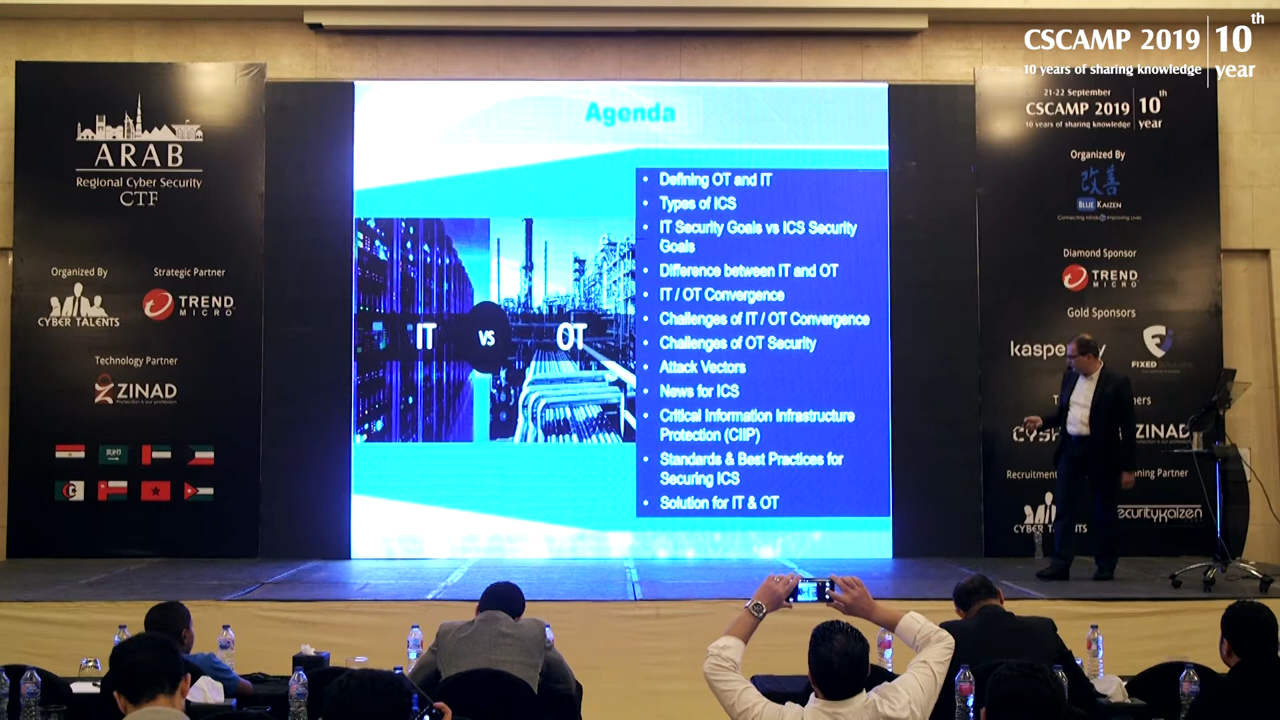 CSCAMP 2019
10 years of sharing knowledge
10th
year
ARAB
Regional Cyber Security
CTF
Organized By
CYBER TALENTS
Strategic Partner
TREND
MICRO
Technology Partner
ZINAD
Agenda
IT
VS
OT
• Defining OT and IT
• Types of ICS
• IT Security Goals vs ICS Security
Goals
• Difference between IT and OT
• IT / OT Convergence
• Challenges of IT / OT Convergence
• Challenges of OT Security
• Attack Vectors
• News for ICS
• Critical Information Infrastructure
Protection (CIIP)
• Standards & Best Practices for
Securing ICS
• Solution for IT & OT
21-22 September
CSCAMP 2019
10 years of sharing knowledge
10th
year
Organized By
改善
BLUE KAIZEN
Diamond Sponsor
TREND
MICRO
Gold Sponsors
FIXED
ZINAD
Recruitment
Partner
CYBER